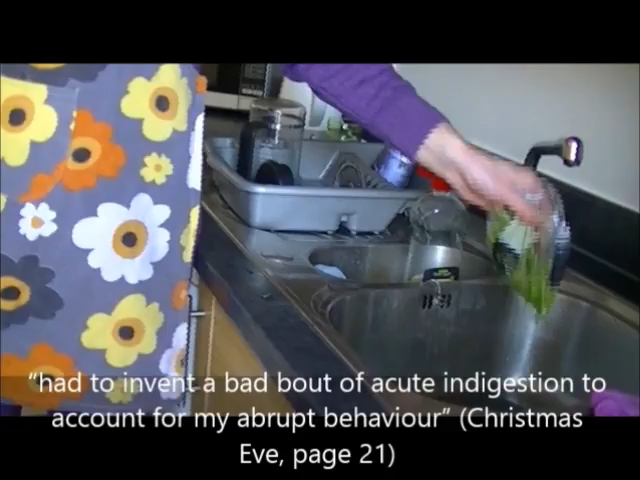 “had to invent a bad bout of acute indigestion to
account for my abrupt behaviour” (Christmas
Eve, page 21)